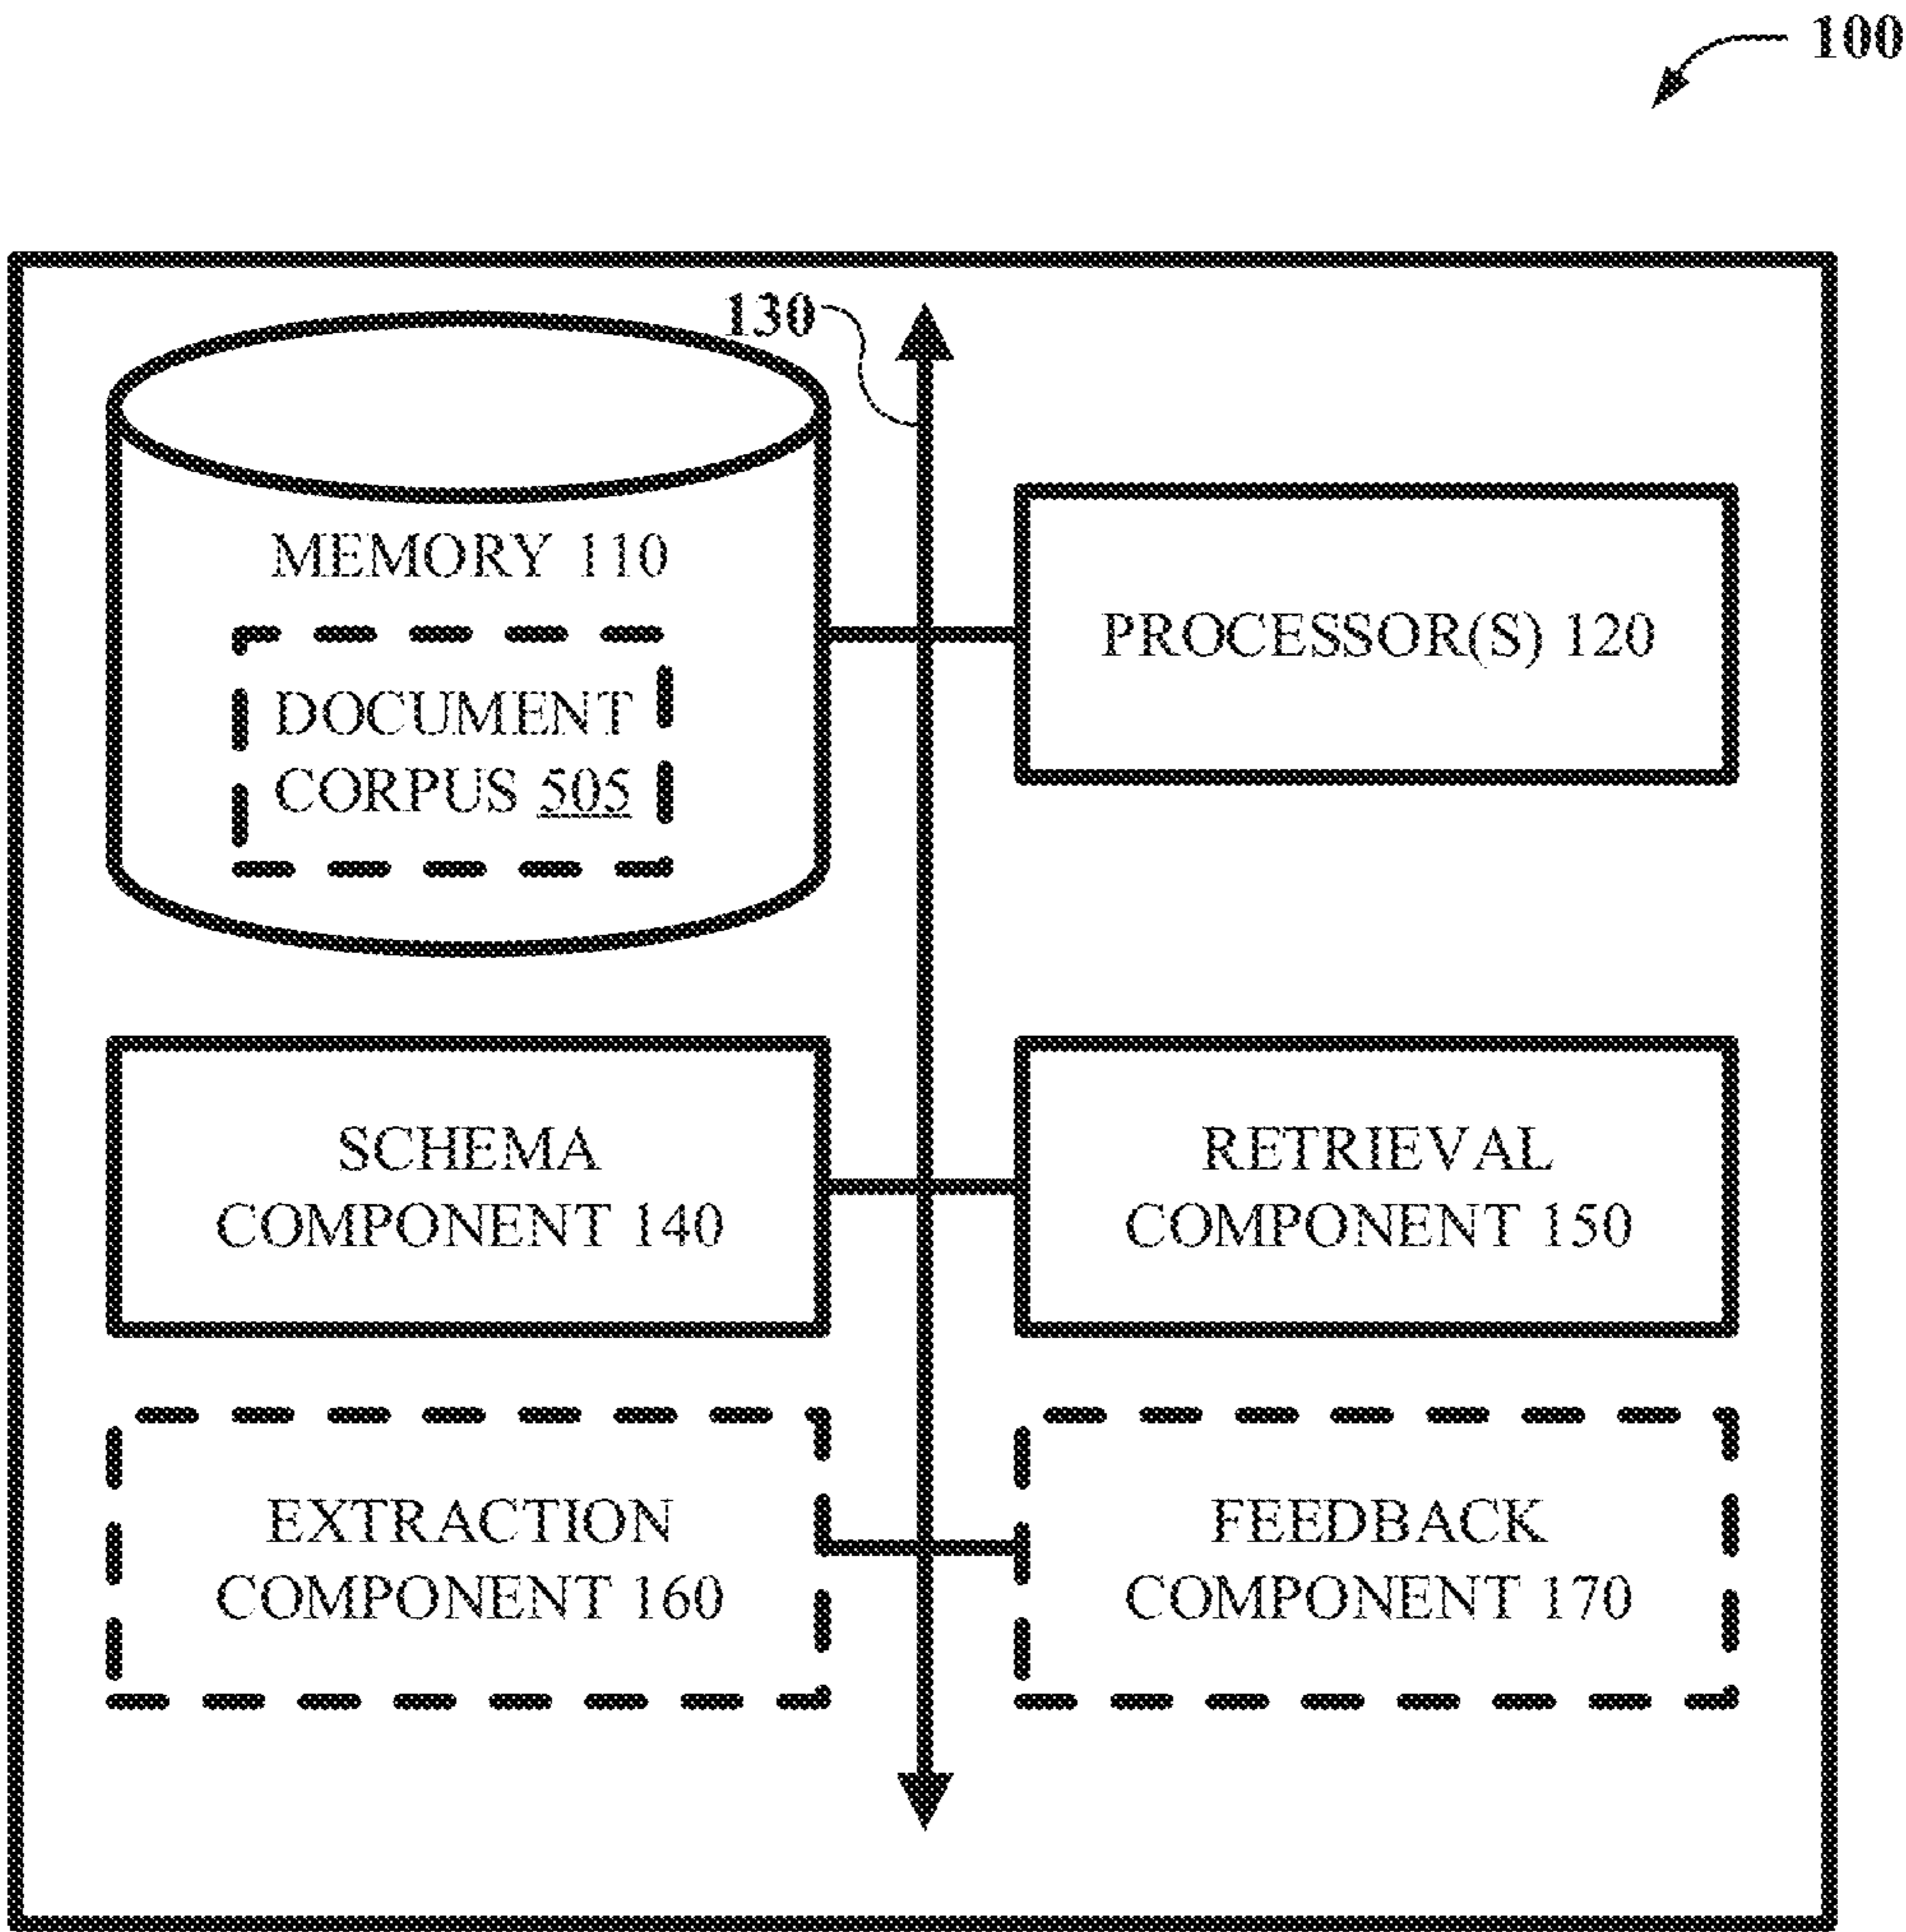 100
130
MEMORY 110
DOCUMENT
CORPUS 505
PROCESSOR(S) 120
SCHEMA
COMPONENT 140
RETRIEVAL
COMPONENT 150
EXTRACTION
COMPONENT 160
FEEDBACK
COMPONENT 170